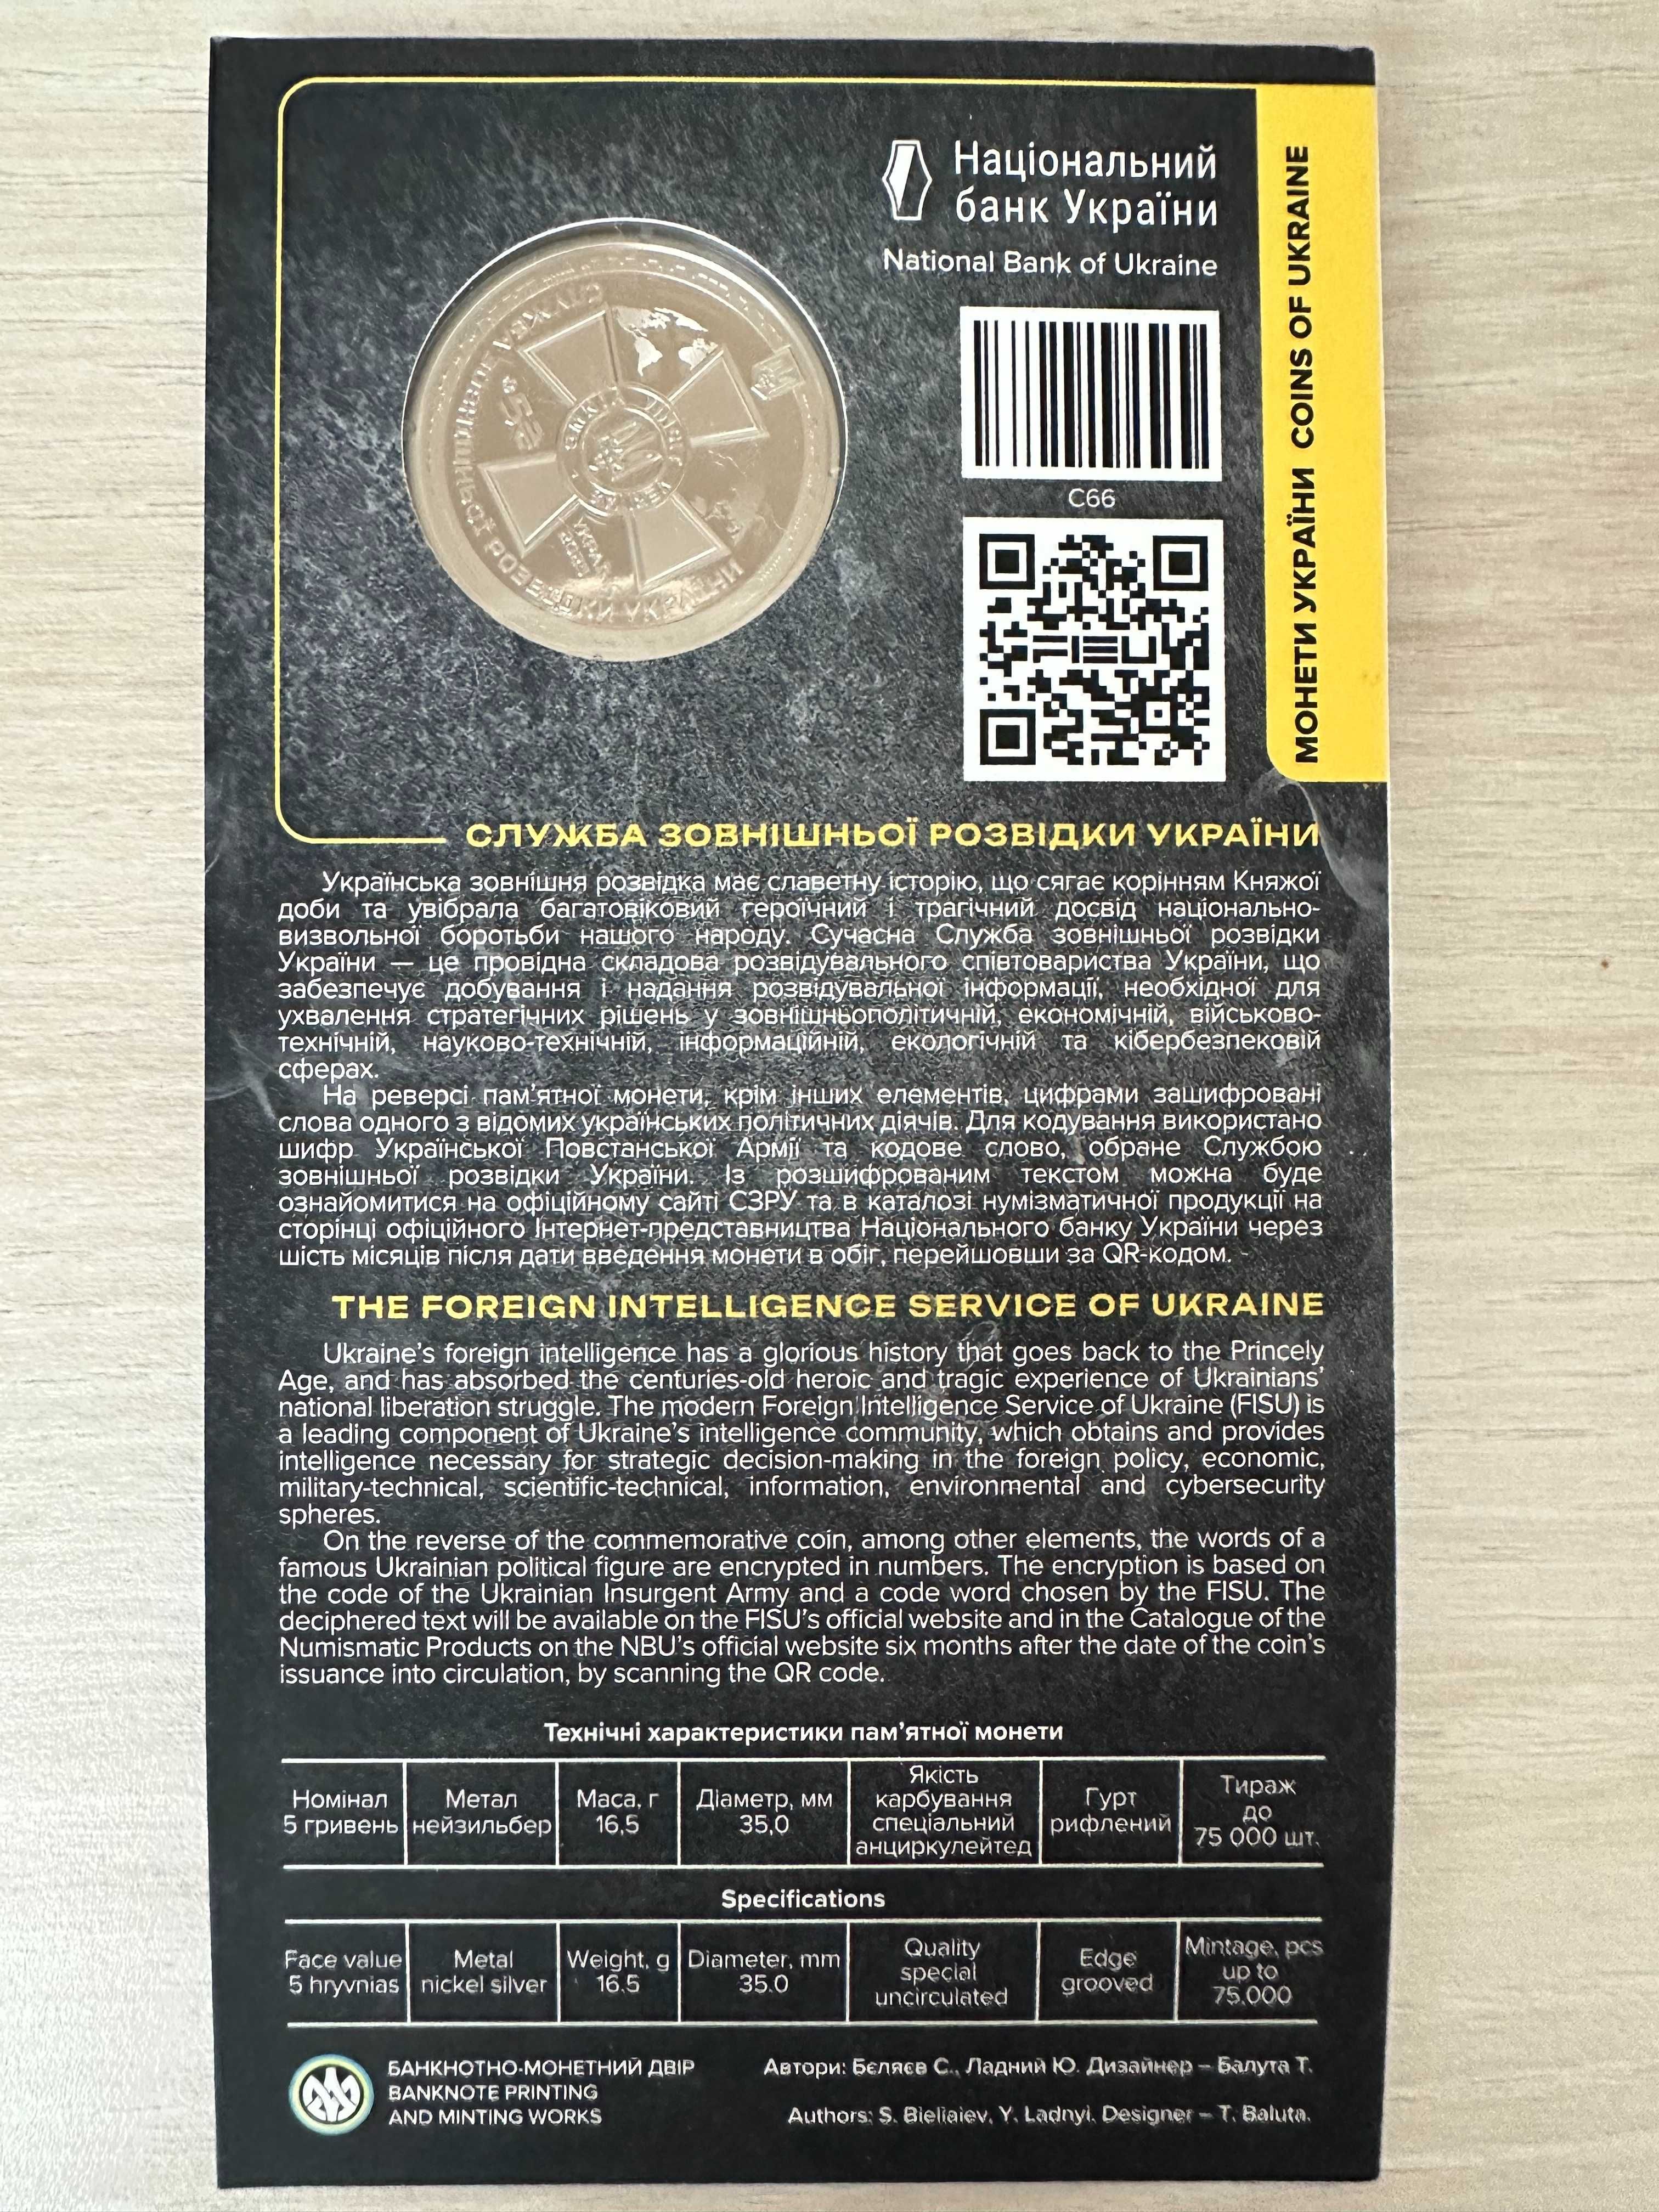 Національний
банк України
National Bank of Ukraine
МОНЕТИ УКРАЇНИ COINS OF UKRAINE
СЛУЖБА ЗОВНІШНЬОЇ РОЗВІДКИ УКРАЇНИ
УКРАЇНА
2023
C66
FISU
СЛУЖБА ЗОВНІШНЬОЇ РОЗВІДКИ УКРАЇНИ
Українська зовнішня розвідка має славетну історію, що сягає корінням Княжої
доби та увібрала багатовіковий героїчний і трагічний досвід національно-
визвольної боротьби нашого народу. Сучасна Служба зовнішньої розвідки
України — це провідна складова розвідувального співтовариства України, що
забезпечує добування і надання розвідувальної інформації, необхідної для
ухвалення стратегічних рішень у зовнішньополітичній, економічній, військово-
технічній, науково-технічній, інформаційній, екологічній та кібербезпековій
сферах.
На реверсі пам'ятної монети, крім інших елементів, цифрами зашифровані
слова одного з відомих українських політичних діячів. Для кодування використано
шифр Української Повстанської Армії та кодове слово, обране Службою
зовнішньої розвідки України. Із розшифрованим текстом можна буде
ознайомитися на офіційному сайті СЗРУ та в каталозі нумізматичної продукції на
сторінці офіційного Інтернет-представництва Національного банку України через
шість місяців після дати введення монети в обіг, перейшовши за QR-кодом.
THE FOREIGN INTELLIGENCE SERVICE OF UKRAINE
Ukraine's foreign intelligence has a glorious history that goes back to the Princely
Age, and has absorbed the centuries-old heroic and tragic experience of Ukrainians'
national liberation struggle. The modern Foreign Intelligence Service of Ukraine (FISU) is
a leading component of Ukraine's intelligence community, which obtains and provides
intelligence necessary for strategic decision-making in the foreign policy, economic,
military-technical, scientific-technical, information, environmental and cybersecurity
spheres.
On the reverse of the commemorative coin, among other elements, the words of a
famous Ukrainian political figure are encrypted in numbers. The encryption is based on
the code of the Ukrainian Insurgent Army and a code word chosen by the FISU. The
deciphered text will be available on the FISU's official website and in the Catalogue of the
Numismatic Products on the NBU's official website six months after the date of the coin's
issuance into circulation, by scanning the QR code.
Технічні характеристики пам'ятної монети
Номінал
5 гривень
Метал
нейзильбер
Маса, г
16,5
Діаметр, мм
35,0
Якість
карбування
спеціальний
анциркулейтед
Гурт
рифлений
Тираж
до
75 000 шт.
Specifications
Face value
5 hryvnias
Metal
nickel silver
Weight, g
16.5
Diameter, mm
35.0
Quality
special
uncirculated
Edge
grooved
Mintage, pcs
up to
75,000
БАНКНОТНО-МОНЕТНИЙ ДВІР
BANKNOTE PRINTING
AND MINTING WORKS
Автори: Бєляєв С., Ладний Ю. Дизайнер – Балута Т.
Authors: S. Bieliaiev, Y. Ladnyi. Designer – T. Baluta.